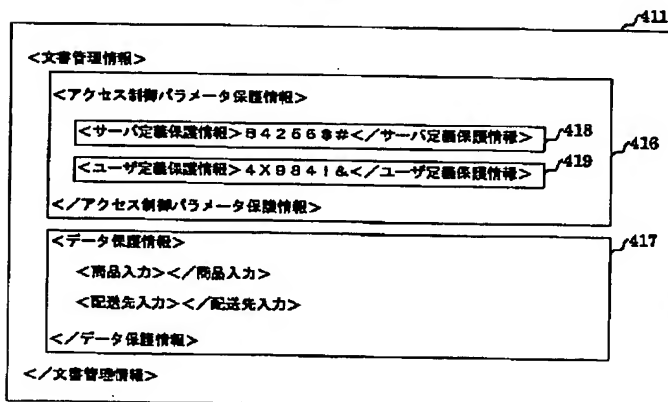 411
<文書管理情報>
<アクセス制御パラメータ保護情報>
<サーバ定義保護情報>84266$#</サーバ定義保護情報>
418
<ユーザ定義保護情報>4X984!&</ユーザ定義保護情報>
419
416
</アクセス制御パラメータ保護情報>
<データ保護情報>
417
<商品入力></商品入力>
<配送先入力></配送先入力>
</データ保護情報>
</文書管理情報>